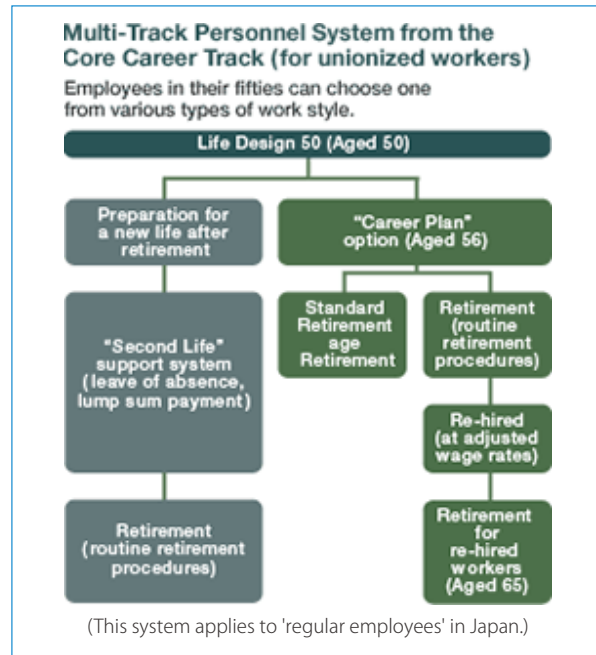 Multi-Track Personnel System from the
Core Career Track (for unionized workers)
Employees in their fifties can choose one
from various types of work style.
Life Design 50 (Aged 50)
Preparation for
a new life after
retirement
"Second Life"
support system
(leave of absence,
lump sum payment)
Retirement
(routine retirement
procedures)
“Career Plan”
option (Aged 56)
Standard
Retirement
age
Retirement
Retirement
(routine
retirement
procedures)
Re-hired
(at adjusted
wage rates)
Retirement
for
re-hired
workers
(Aged 65)
(This system applies to 'regular employees' in Japan.)